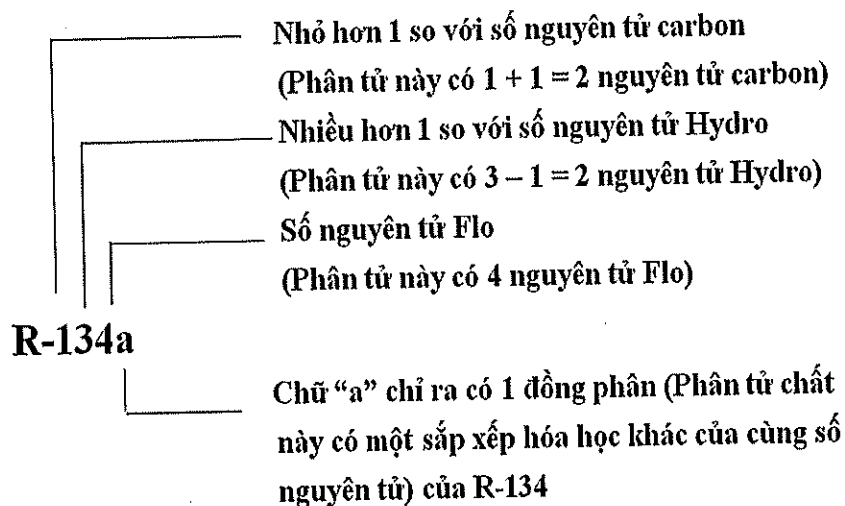 Nhỏ hơn 1 so với số nguyên tử carbon
(Phân tử này có 1 + 1 = 2 nguyên tử carbon)
Nhiều hơn 1 so với số nguyên tử Hydro
(Phân tử này có 3 – 1 = 2 nguyên tử Hydro)
Số nguyên tử Flo
(Phân tử này có 4 nguyên tử Flo)
R-134a
Chữ “a” chỉ ra có 1 đồng phân (Phân tử chất
này có một sắp xếp hóa học khác của cùng số
nguyên tử) của R-134